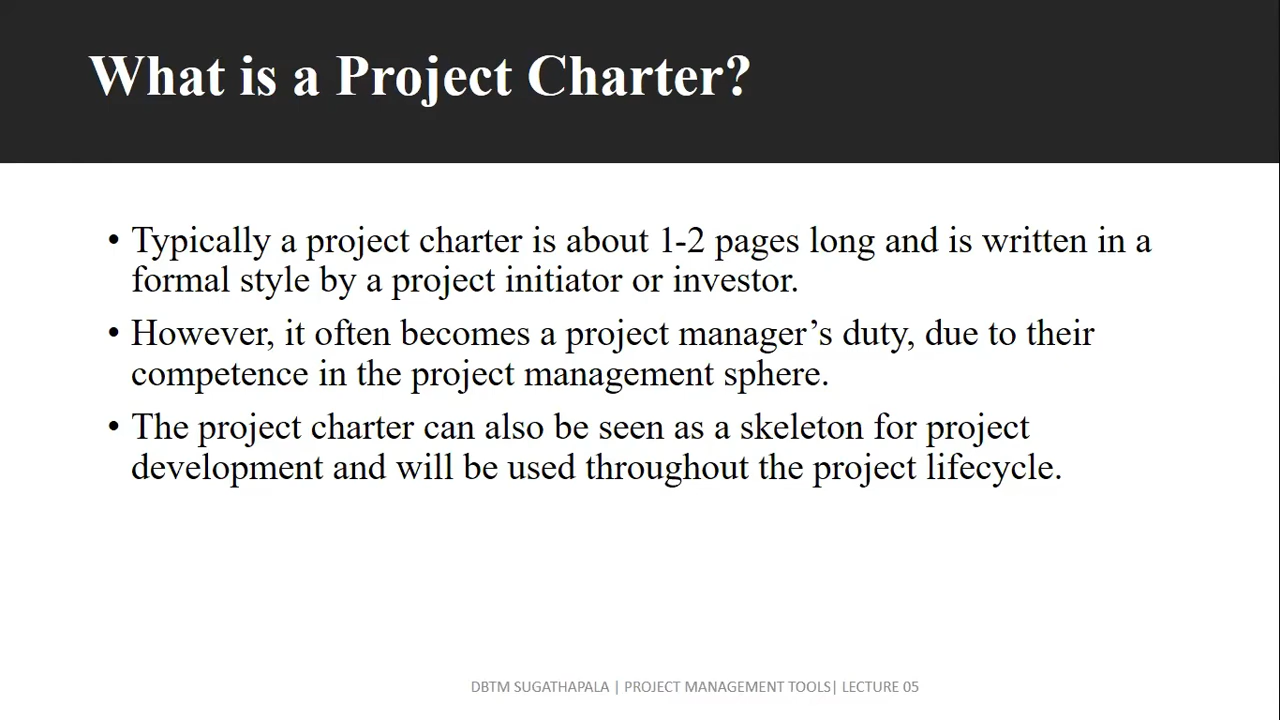 What is a Project Charter?
• Typically a project charter is about 1-2 pages long and is written in a
formal style by a project initiator or investor.
• However, it often becomes a project manager’s duty, due to their
competence in the project management sphere.
• The project charter can also be seen as a skeleton for project
development and will be used throughout the project lifecycle.
DBTM SUGATHAPALA | PROJECT MANAGEMENT TOOLS| LECTURE 05